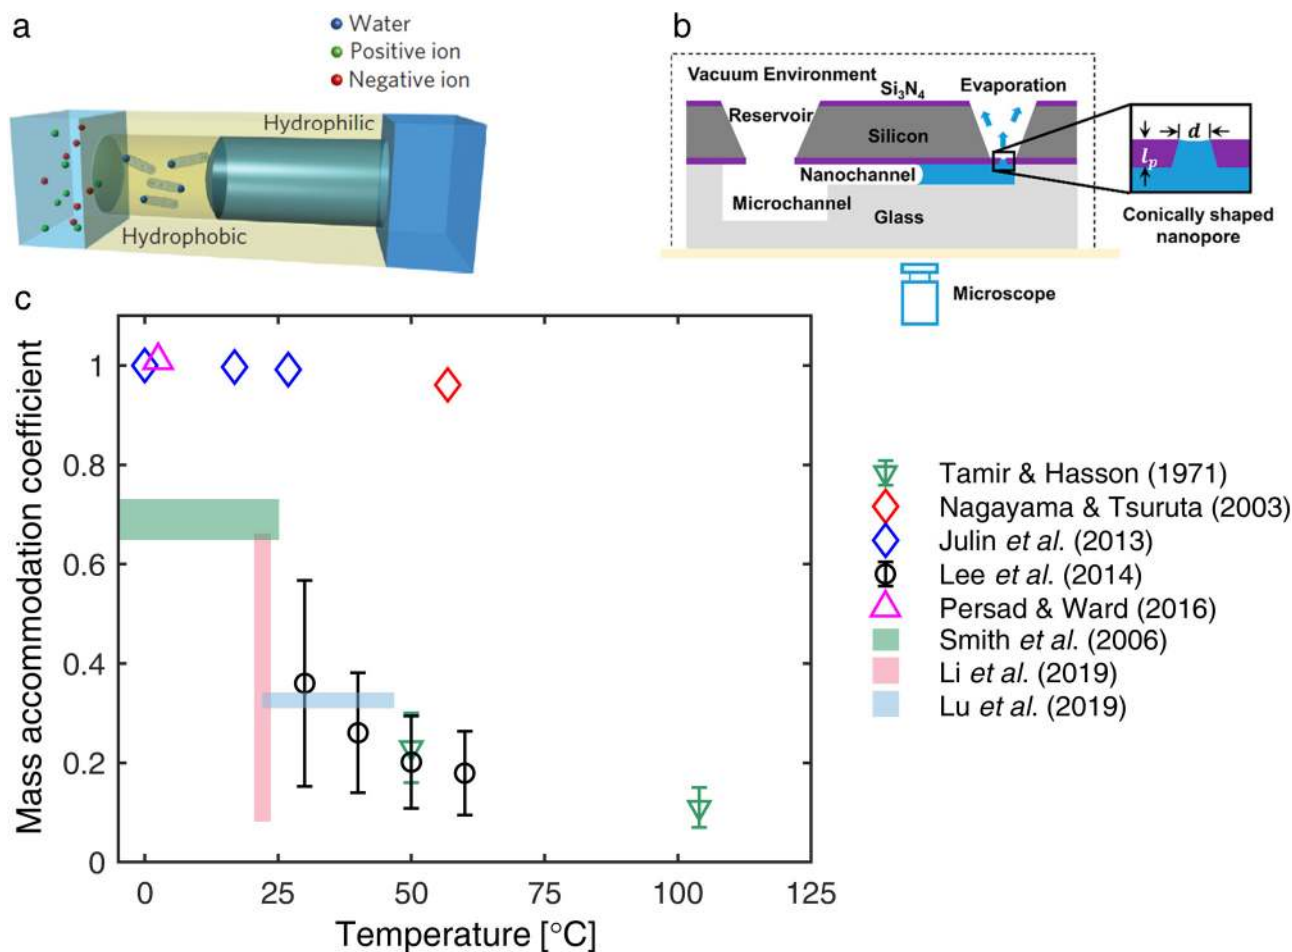 a
Water
Positive ion
Negative ion
Hydrophilic
Hydrophobic
b
Vacuum Environment
Si₃N₄
Evaporation
Reservoir
Silicon
Nanochannel
Microchannel
Glass
d
lₚ
Conically shaped
nanopore
Microscope
c
Mass accommodation coefficient
1
0.8
0.6
0.4
0.2
0
0 25 50 75 100 125
Temperature [°C]
Tamir & Hasson (1971)
Nagayama & Tsuruta (2003)
Julin et al. (2013)
Lee et al. (2014)
Persad & Ward (2016)
Smith et al. (2006)
Li et al. (2019)
Lu et al. (2019)